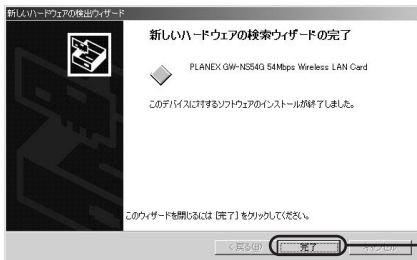 新しいハードウェアの検出ウィザード
新しいハードウェアの検索ウィザードの完了
PLANEX GW-NS54G 54Mbps Wireless LAN Card
このデバイスに対するソフトウェアのインストールが終了しました。
このウィザードを閉じるには [完了] をクリックしてください。
< 戻る(B)
完了
キャンセル